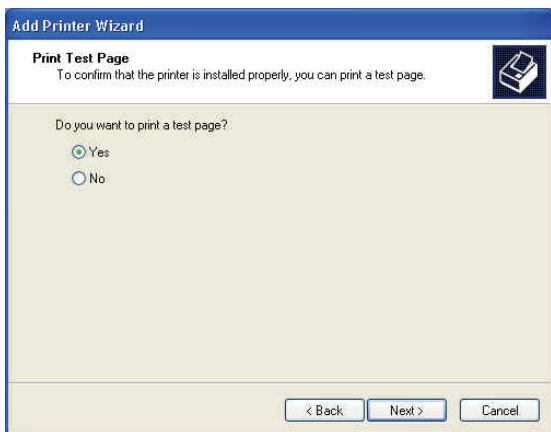 Add Printer Wizard
Print Test Page
To confirm that the printer is installed properly, you can print a test page.
Do you want to print a test page?
Yes
No
< Back Next > Cancel